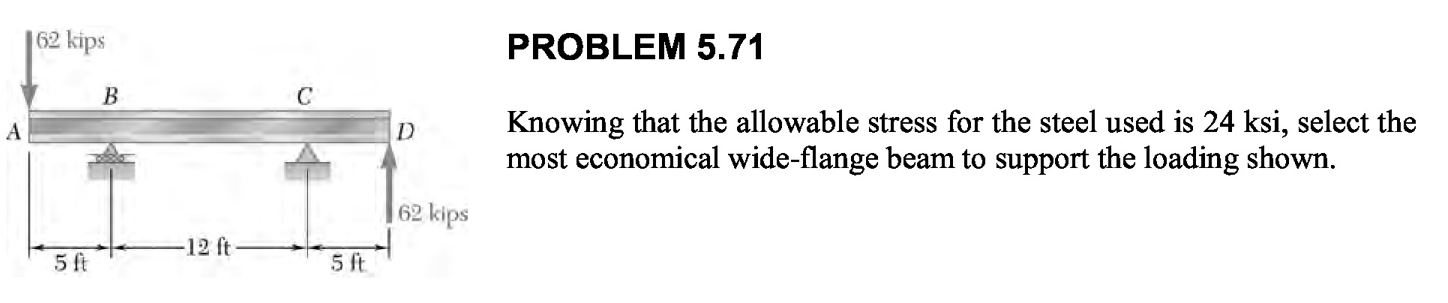 62 kips
PROBLEM 5.71
B
C
A
D
Knowing that the allowable stress for the steel used is 24 ksi, select the
most economical wide-flange beam to support the loading shown.
62 kips
12 ft
5 ft
5 ft